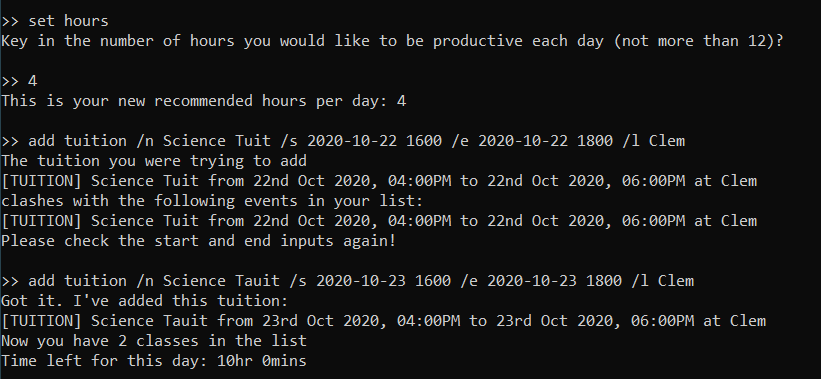 >> set hours
Key in the number of hours you would like to be productive each day (not more than 12)?
>> 4
This is your new recommended hours per day: 4
>> add tuition /n Science Tuit /s 2020-10-22 1600 /e 2020-10-22 1800 /l Clem
The tuition you were trying to add
[TUITION] Science Tuit from 22nd Oct 2020, 04:00PM to 22nd Oct 2020, 06:00PM at Clem
clashes with the following events in your list:
[TUITION] Science Tuit from 22nd Oct 2020, 04:00PM to 22nd Oct 2020, 06:00PM at Clem
Please check the start and end inputs again!
>> add tuition /n Science Tauit /s 2020-10-23 1600 /e 2020-10-23 1800 /l Clem
Got it. I've added this tuition:
[TUITION] Science Tauit from 23rd Oct 2020, 04:00PM to 23rd Oct 2020, 06:00PM at Clem
Now you have 2 classes in the list
Time left for this day: 10hr 0mins